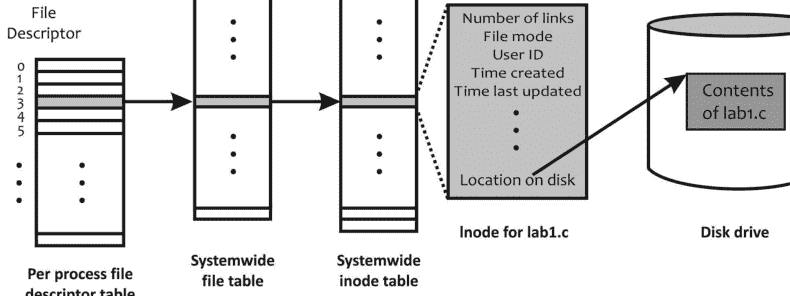 File
Descriptor
0
1
2
3
4
5
Number of links
File mode
User ID
Time created
Time last updated
Location on disk
Contents
of lab1.c
Per process file
descriptor table
Systemwide
file table
Systemwide
inode table
Inode for lab1.c
Disk drive